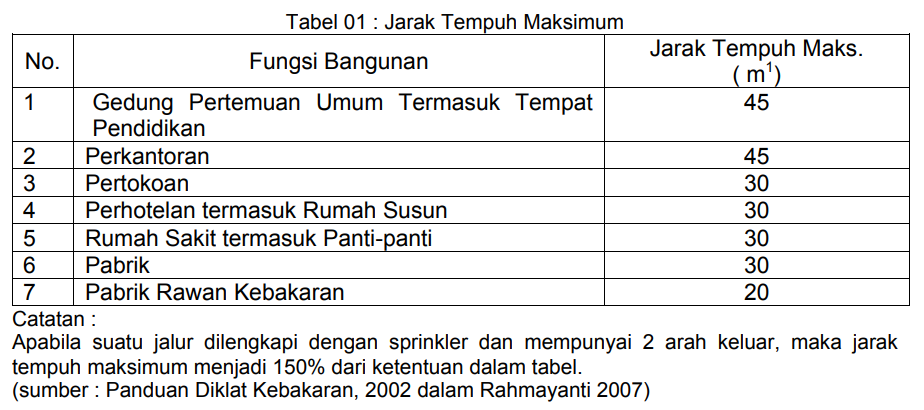 Tabel 01 : Jarak Tempuh Maksimum
No. Fungsi Bangunan Jarak Tempuh Maks. ( m¹)
1 Gedung Pertemuan Umum Termasuk Tempat Pendidikan 45
2 Perkantoran 45
3 Pertokoan 30
4 Perhotelan termasuk Rumah Susun 30
5 Rumah Sakit termasuk Panti-panti 30
6 Pabrik 30
7 Pabrik Rawan Kebakaran 20
Catatan :
Apabila suatu jalur dilengkapi dengan sprinkler dan mempunyai 2 arah keluar, maka jarak
tempuh maksimum menjadi 150% dari ketentuan dalam tabel.
(sumber : Panduan Diklat Kebakaran, 2002 dalam Rahmayanti 2007)